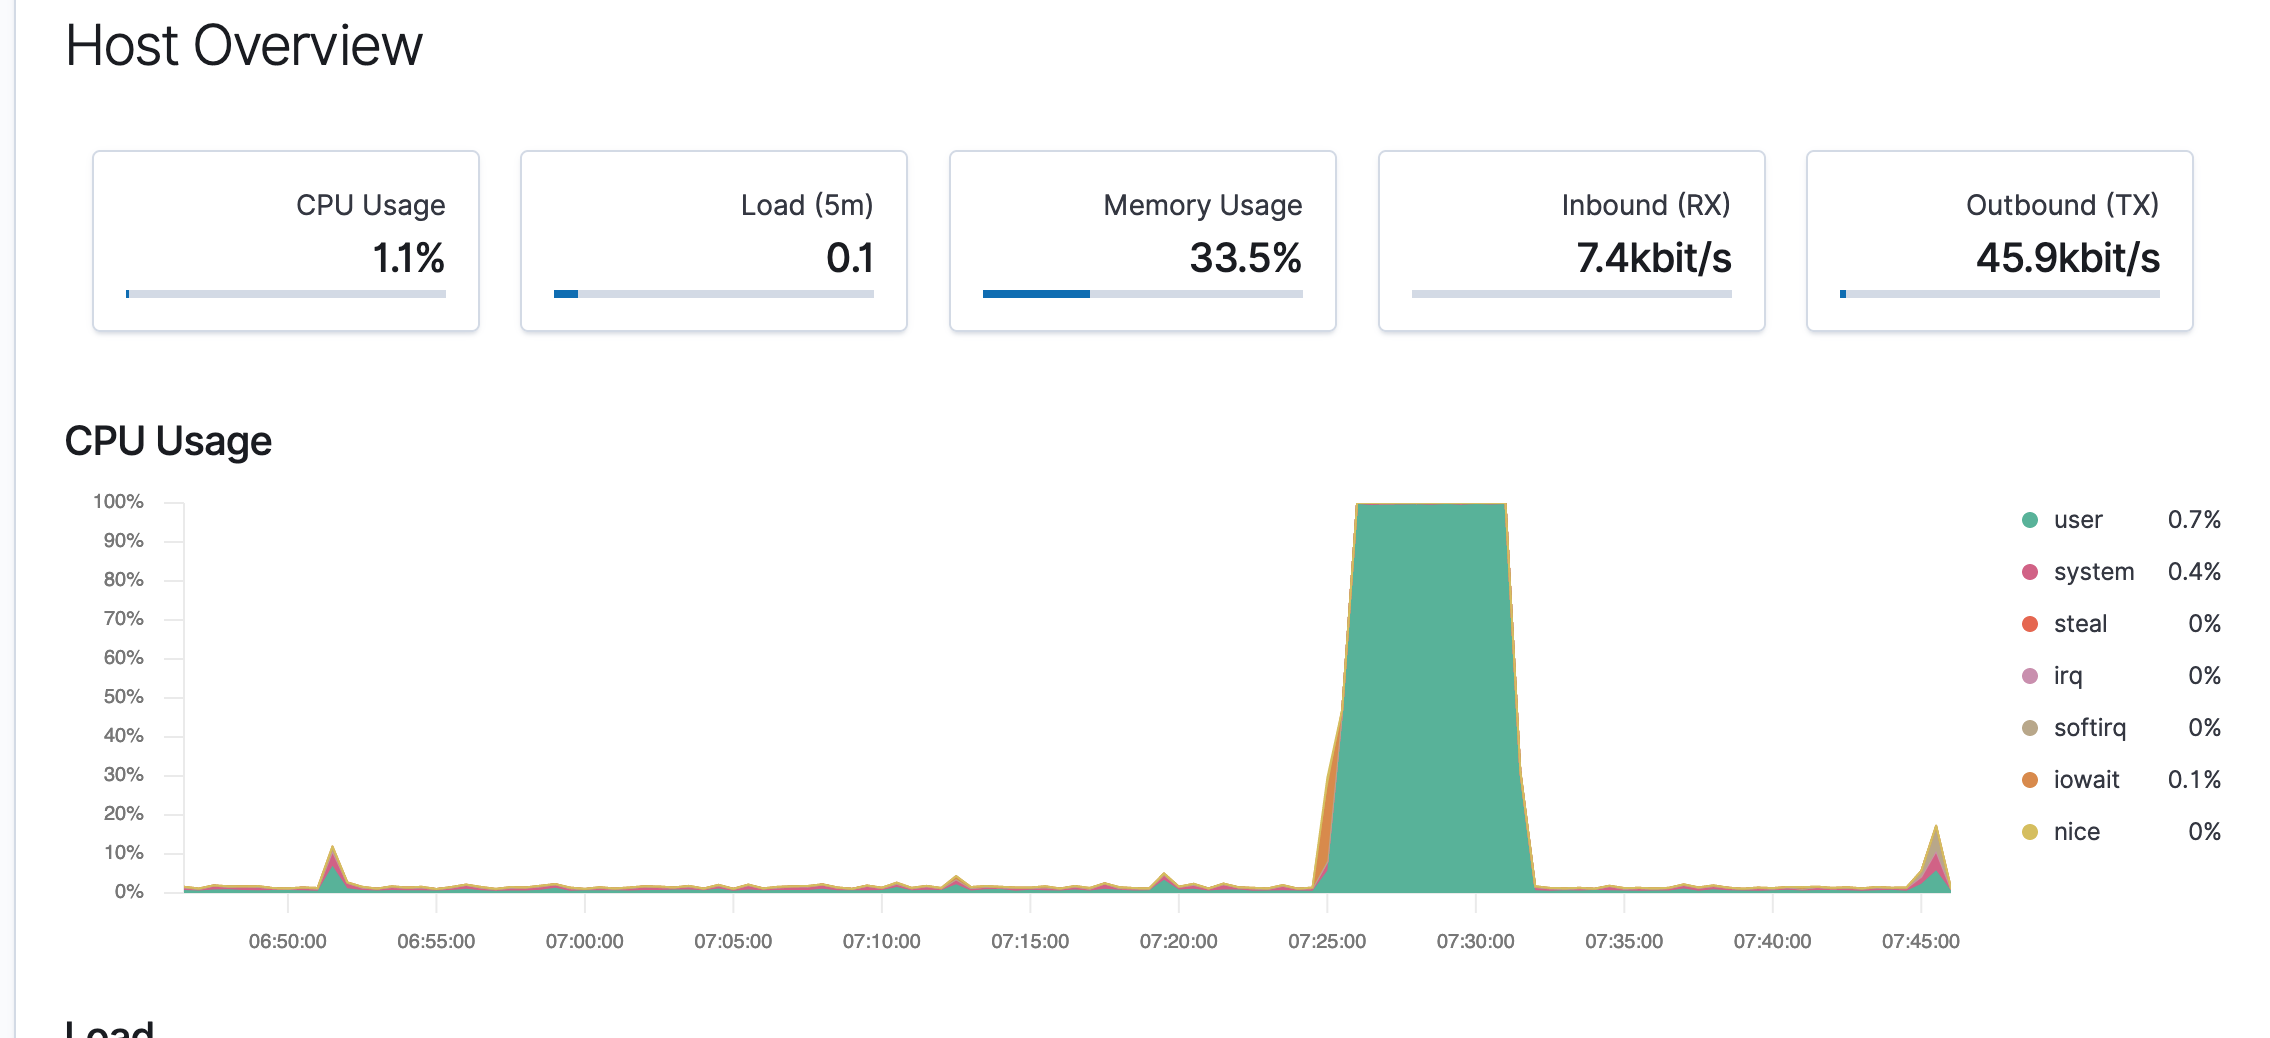 Host Overview
CPU Usage
1.1%
Load (5m)
0.1
Memory Usage
33.5%
Inbound (RX)
7.4kbit/s
Outbound (TX)
45.9kbit/s
CPU Usage
100%
90%
80%
70%
60%
50%
40%
30%
20%
10%
0%
06:50:00 06:55:00 07:00:00 07:05:00 07:10:00 07:15:00 07:20:00 07:25:00 07:30:00 07:35:00 07:40:00 07:45:00
user 0.7%
system 0.4%
steal 0%
irq 0%
softirq 0%
iowait 0.1%
nice 0%
Load